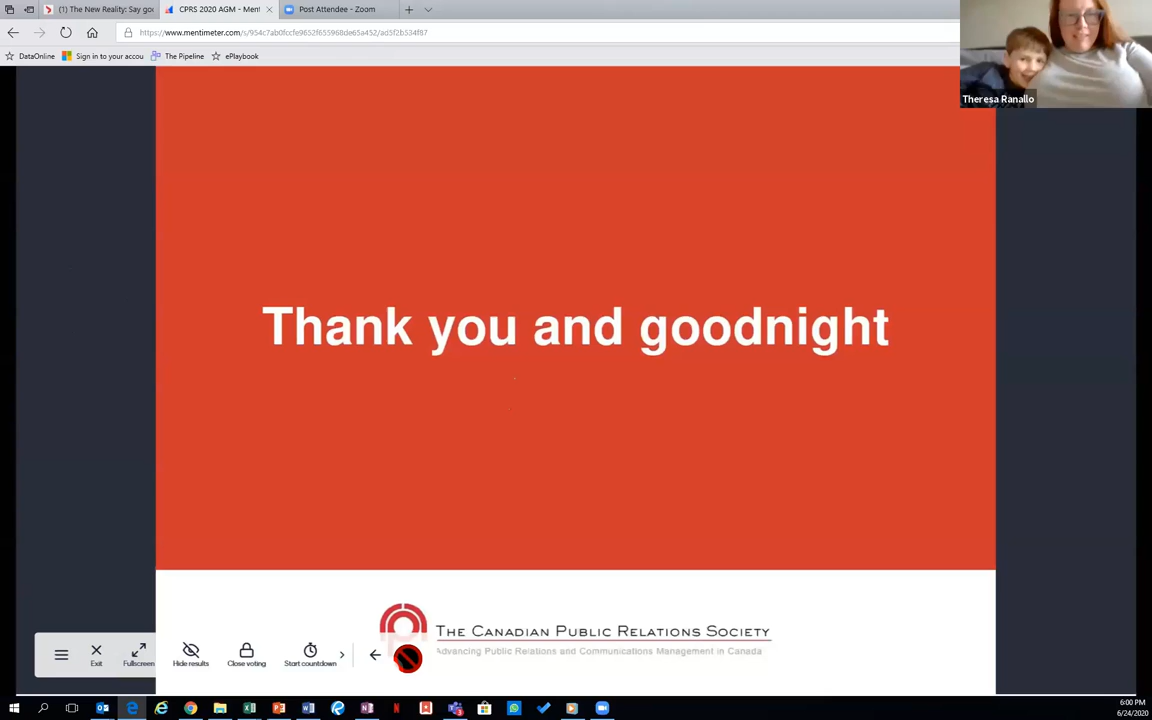 (1) The New Reality: Say goo
CPRS 2020 AGM - Ment
Post Attendee - Zoom
https://www.mentimeter.com/s/954c7ab0fccfe9652f655968de65a452/ad5f2b534f87
DataOnline
Sign in to your accou
The Pipeline
ePlaybook
Theresa Ranallo
Thank you and goodnight
THE CANADIAN PUBLIC RELATIONS SOCIETY
Advancing Public Relations and Communications Management in Canada
Exit
Fullscreen
Hide results
Close voting
Start countdown
6:00 PM
6/24/2020